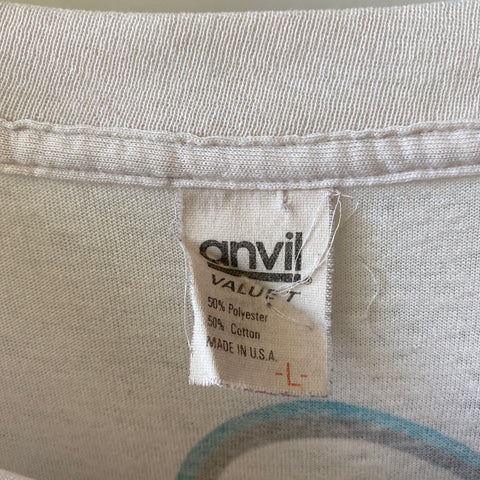 anvil®
VALUE-T
50% Polyester
50% Cotton
MADE IN U.S.A.
-L-